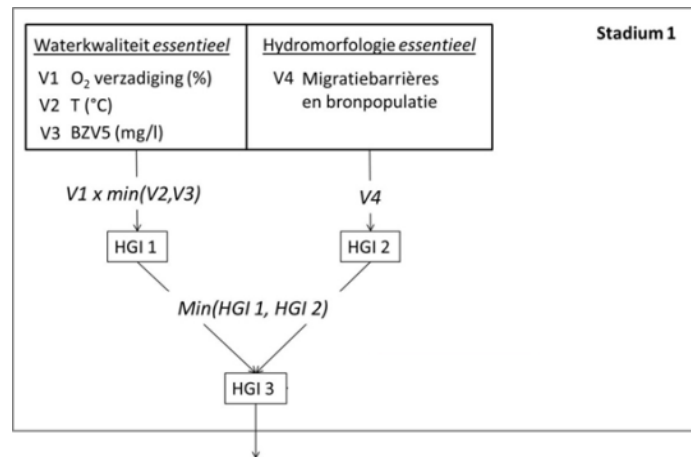 Waterkwaliteit essentieel
V1 O₂ verzadiging (%)
V2 T (°C)
V3 BZV5 (mg/l)
Hydromorfologie essentieel
V4 Migratiebarrières
en bronpopulatie
Stadium 1
V1 x min(V2,V3)
V4
HGI 1
HGI 2
Min(HGI 1, HGI 2)
HGI 3